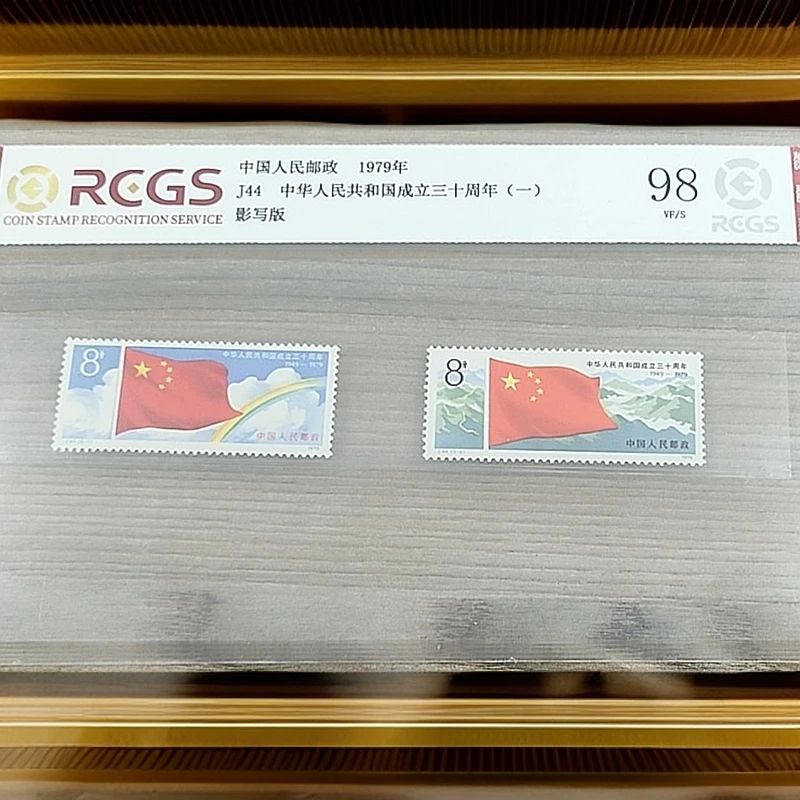 RCGS
COIN STAMP RECOGNITION SERVICE
中国人民邮政 1979年
J44 中华人民共和国成立三十周年（一）
影写版
98
VF/S
RCGS
8分
中华人民共和国成立三十周年
1949—1979
中国人民邮政
1979
8分
中华人民共和国成立三十周年
1949—1979
中国人民邮政
1979